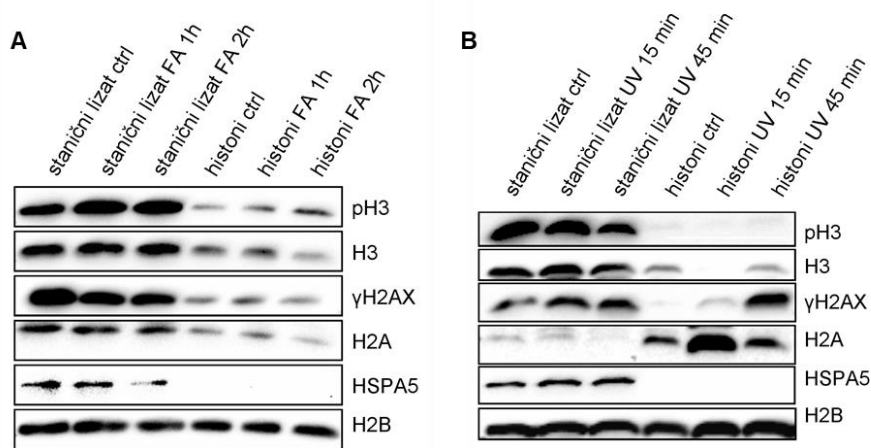 A
stanični lizat ctrl
stanični lizat FA 1h
stanični lizat FA 2h
histoni ctrl
histoni FA 1h
histoni FA 2h
pH3
H3
γH2AX
H2A
HSPA5
H2B
B
stanični lizat ctrl
stanični lizat UV 15 min
stanični lizat UV 45 min
histoni ctrl
histoni UV 15 min
histoni UV 45 min
pH3
H3
γH2AX
H2A
HSPA5
H2B